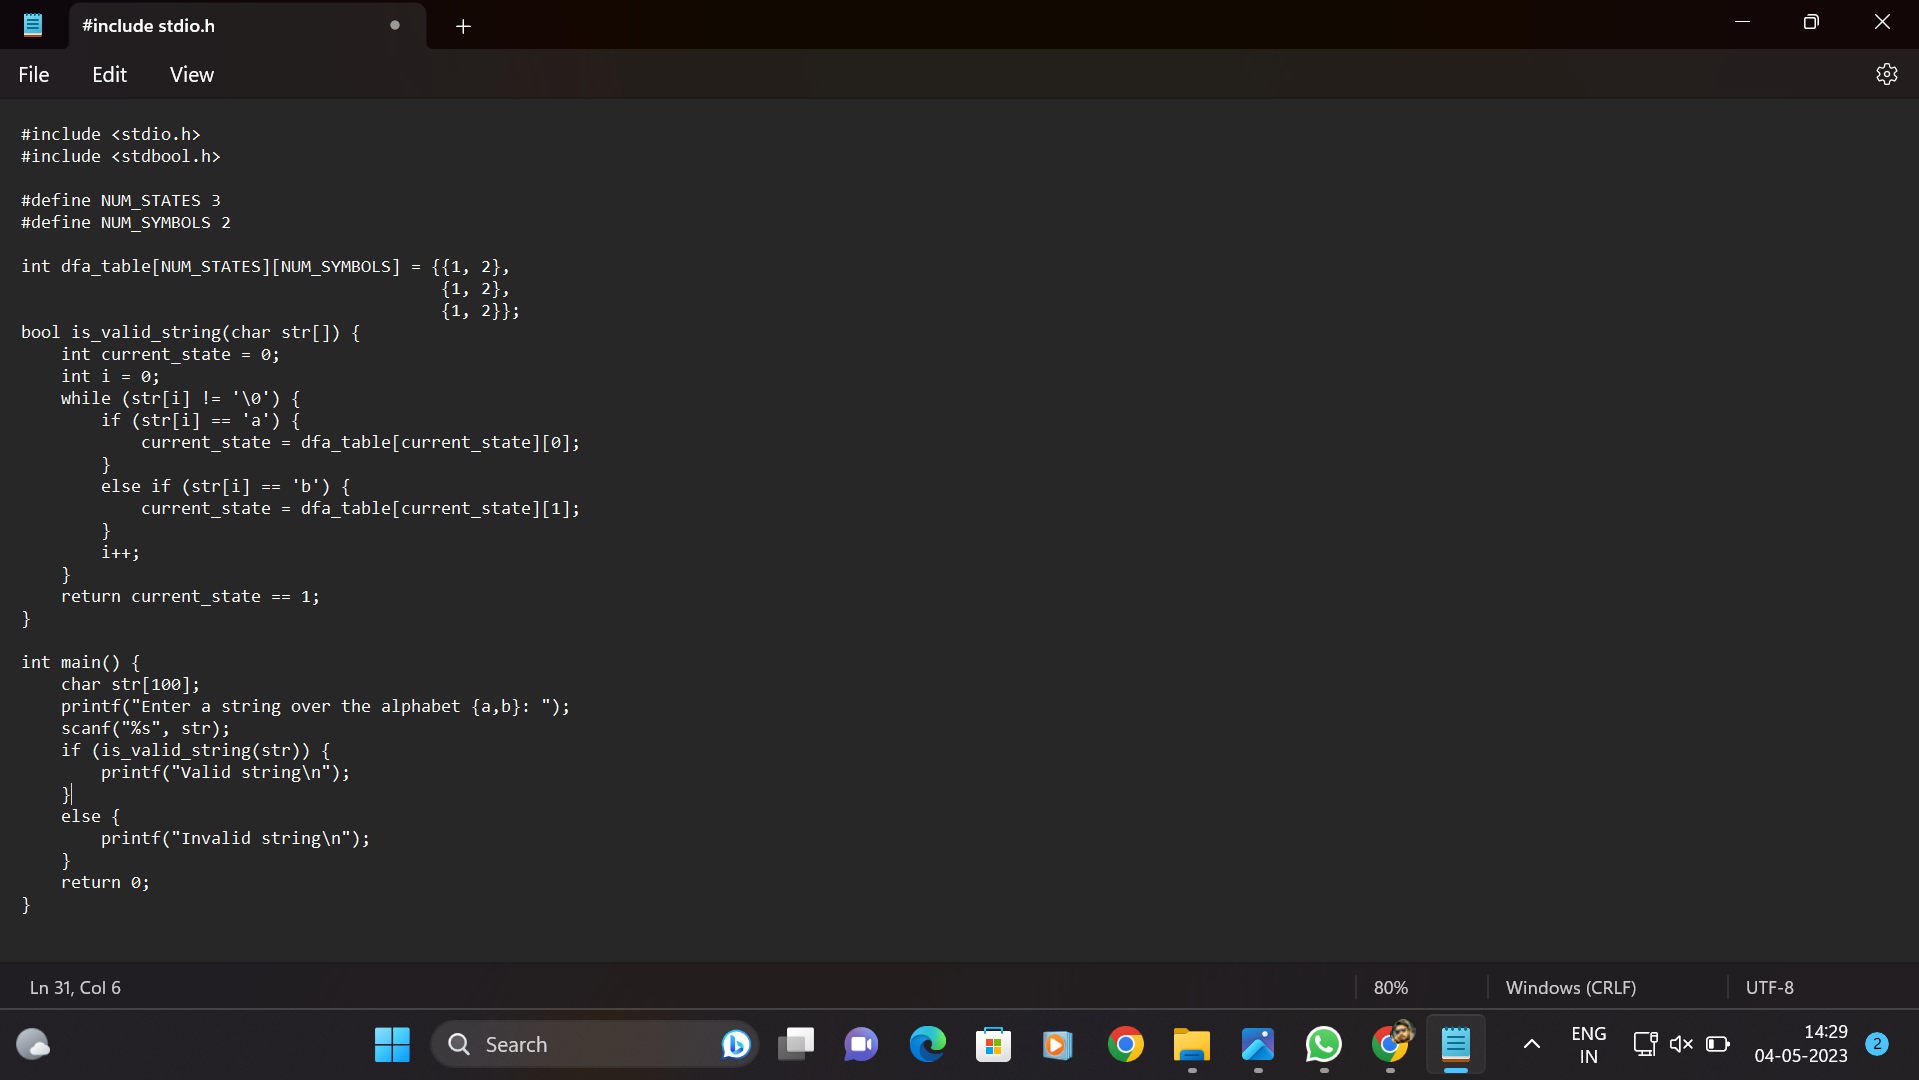 #include stdio.h
File Edit View
#include <stdio.h>
#include <stdbool.h>

#define NUM_STATES 3
#define NUM_SYMBOLS 2

int dfa_table[NUM_STATES][NUM_SYMBOLS] = {{1, 2},
                                          {1, 2},
                                          {1, 2}};
bool is_valid_string(char str[]) {
    int current_state = 0;
    int i = 0;
    while (str[i] != '\0') {
        if (str[i] == 'a') {
            current_state = dfa_table[current_state][0];
        }
        else if (str[i] == 'b') {
            current_state = dfa_table[current_state][1];
        }
        i++;
    }
    return current_state == 1;
}

int main() {
    char str[100];
    printf("Enter a string over the alphabet {a,b}: ");
    scanf("%s", str);
    if (is_valid_string(str)) {
        printf("Valid string\n");
    }
    else {
        printf("Invalid string\n");
    }
    return 0;
}
Ln 31, Col 6 80% Windows (CRLF) UTF-8
Search
ENG
IN
14:29
04-05-2023
2